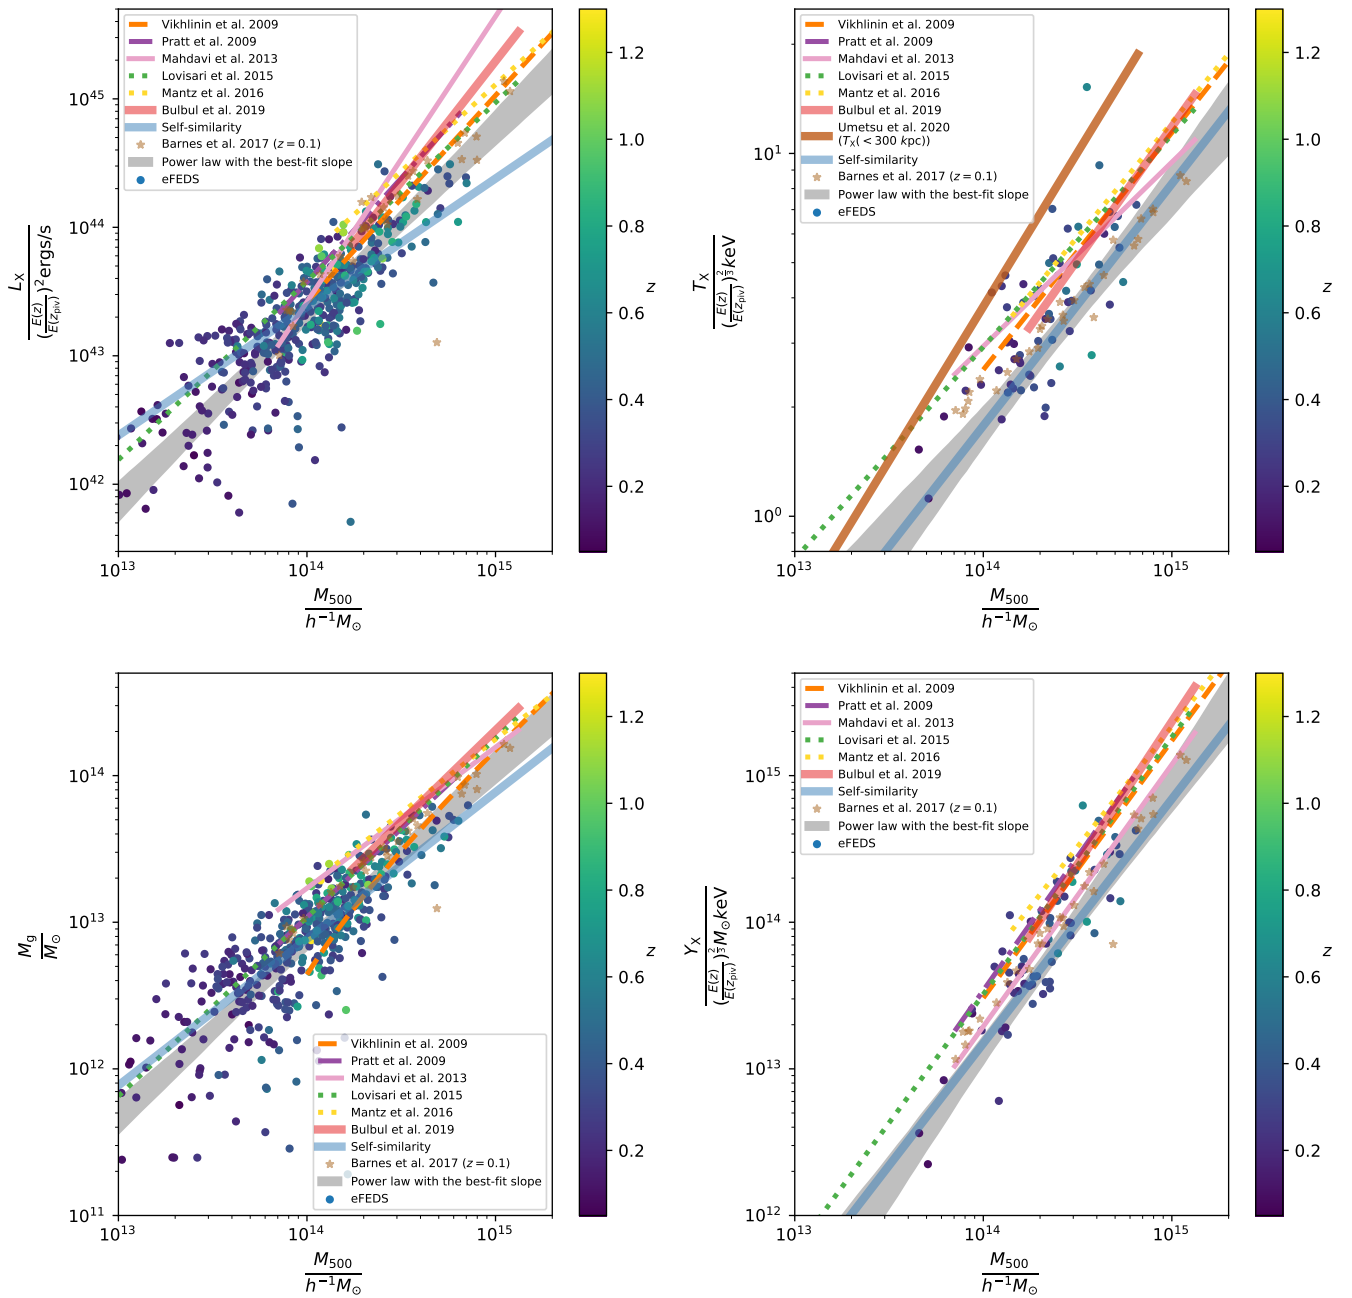 Vikhlinin et al. 2009
Pratt et al. 2009
Mahdavi et al. 2013
Lovisari et al. 2015
Mantz et al. 2016
Bulbul et al. 2019
Self-similarity
Barnes et al. 2017 (z = 0.1)
Power law with the best-fit slope
eFEDS
10^45
10^44
10^43
10^42
L_X / (E(z)/E(z_piv))^2 ergs/s
10^13 10^14 10^15
M_500 / h^−1 M_⊙
1.2
1.0
0.8
0.6
0.4
0.2
z
Vikhlinin et al. 2009
Pratt et al. 2009
Mahdavi et al. 2013
Lovisari et al. 2015
Mantz et al. 2016
Bulbul et al. 2019
Umetsu et al. 2020
(T_X(<300 kpc))
Self-similarity
Barnes et al. 2017 (z = 0.1)
Power law with the best-fit slope
eFEDS
10^1
10^0
T_X / (E(z)/E(z_piv))^(2/3) keV
10^13 10^14 10^15
M_500 / h^−1 M_⊙
1.2
1.0
0.8
0.6
0.4
0.2
z
10^14
10^13
10^12
10^11
M_g / M_⊙
Vikhlinin et al. 2009
Pratt et al. 2009
Mahdavi et al. 2013
Lovisari et al. 2015
Mantz et al. 2016
Bulbul et al. 2019
Self-similarity
Barnes et al. 2017 (z = 0.1)
Power law with the best-fit slope
eFEDS
10^13 10^14 10^15
M_500 / h^−1 M_⊙
1.2
1.0
0.8
0.6
0.4
0.2
z
Vikhlinin et al. 2009
Pratt et al. 2009
Mahdavi et al. 2013
Lovisari et al. 2015
Mantz et al. 2016
Bulbul et al. 2019
Self-similarity
Barnes et al. 2017 (z = 0.1)
Power law with the best-fit slope
eFEDS
10^15
10^14
10^13
10^12
Y_X / (E(z)/E(z_piv))^(2/3) M_⊙ keV
10^13 10^14 10^15
M_500 / h^−1 M_⊙
1.2
1.0
0.8
0.6
0.4
0.2
z